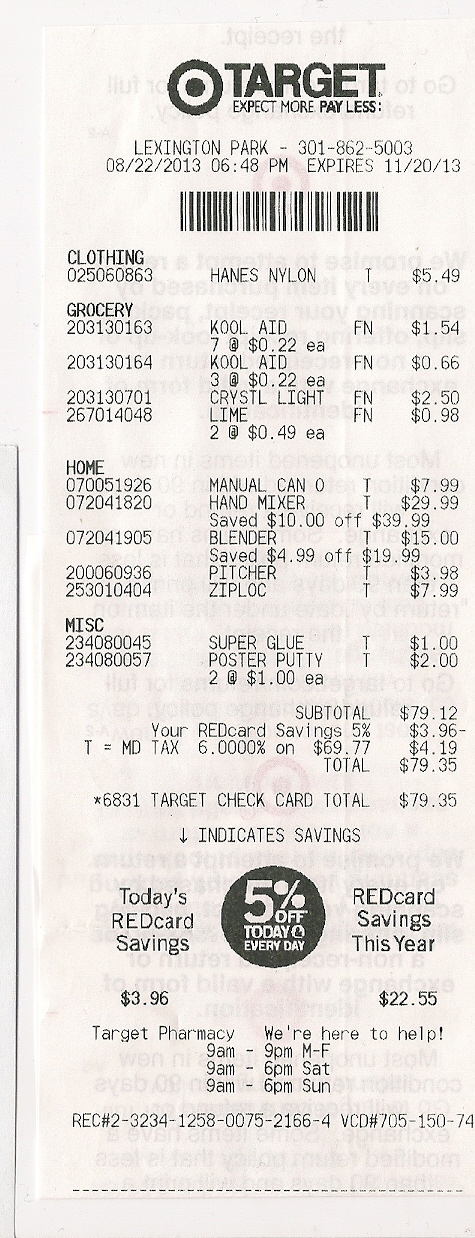 TARGET
EXPECT MORE PAY LESS.
LEXINGTON PARK - 301-862-5003
08/22/2013 06:48 PM EXPIRES 11/20/13
CLOTHING
025060863 HANES NYLON T $5.49
GROCERY
203130163 KOOL AID FN $1.54
7 @ $0.22 ea
203130164 KOOL AID FN $0.66
3 @ $0.22 ea
203130701 CRYSTL LIGHT FN $2.50
267014048 LIME FN $0.98
2 @ $0.49 ea
HOME
070051926 MANUAL CAN O T $7.99
072041820 HAND MIXER T $29.99
Saved $10.00 off $39.99
072041905 BLENDER T $15.00
Saved $4.99 off $19.99
200060936 PITCHER T $3.98
253010404 ZIPLOC T $7.99
MISC
234080045 SUPER GLUE T $1.00
234080057 POSTER PUTTY T $2.00
2 @ $1.00 ea
SUBTOTAL $79.12
Your REDcard Savings 5% $3.96-
T = MD TAX 6.0000% on $69.77 $4.19
TOTAL $79.35
*6831 TARGET CHECK CARD TOTAL $79.35
↓ INDICATES SAVINGS
Today's REDcard Savings
5% OFF TODAY & EVERY DAY
REDcard Savings This Year
$3.96 $22.55
Target Pharmacy We're here to help!
9am - 9pm M-F
9am - 6pm Sat
9am - 6pm Sun
REC#2-3234-1258-0075-2166-4 VCD#705-150-74